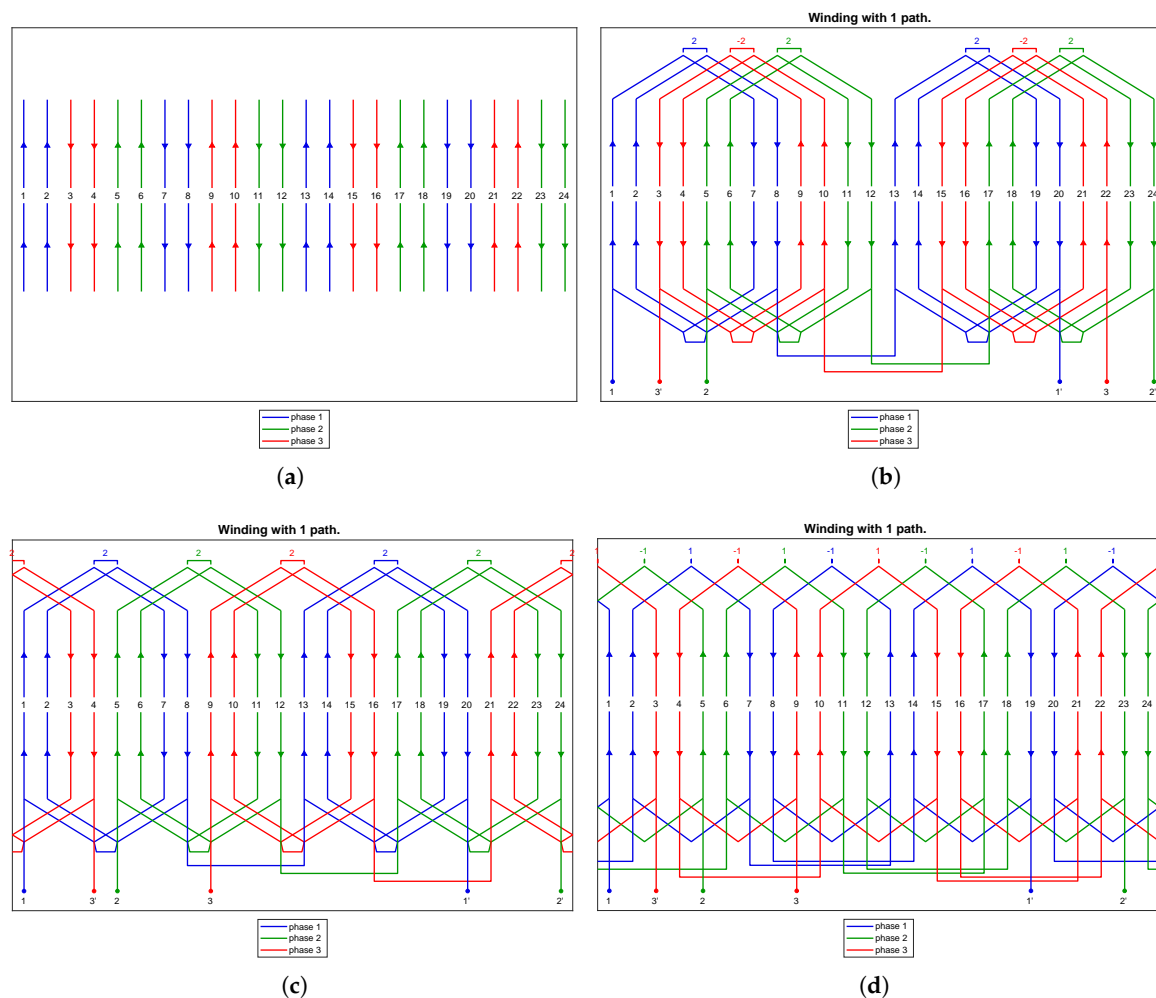 1 2 3 4 5 6 7 8 9 10 11 12 13 14 15 16 17 18 19 20 21 22 23 24
phase 1
phase 2
phase 3
(a)
Winding with 1 path.
2 -2 2 2 -2 2
1 2 3 4 5 6 7 8 9 10 11 12 13 14 15 16 17 18 19 20 21 22 23 24
1 3' 2 1' 3 2'
phase 1
phase 2
phase 3
(b)
Winding with 1 path.
2 2 2 2 2 2 2
1 2 3 4 5 6 7 8 9 10 11 12 13 14 15 16 17 18 19 20 21 22 23 24
1 3' 2 3 1' 2'
phase 1
phase 2
phase 3
(c)
Winding with 1 path.
-1 1 -1 1 -1 1 -1 1 -1 1 -1
1 2 3 4 5 6 7 8 9 10 11 12 13 14 15 16 17 18 19 20 21 22 23 24
1 3' 2 3 1' 2'
phase 1
phase 2
phase 3
(d)